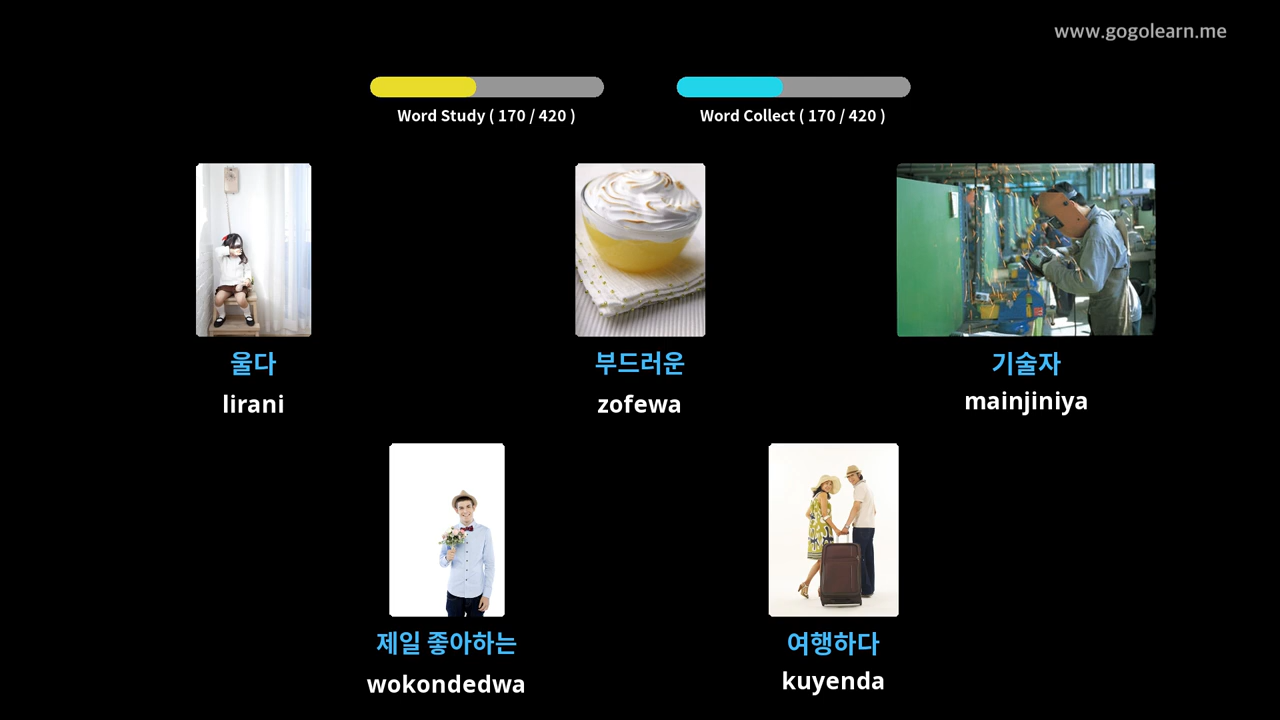 www.gogolearn.me
Word Study ( 170 / 420 )
Word Collect ( 170 / 420 )
울다
lirani
부드러운
zofewa
기술자
mainjiniya
제일 좋아하는
wokondedwa
여행하다
kuyenda